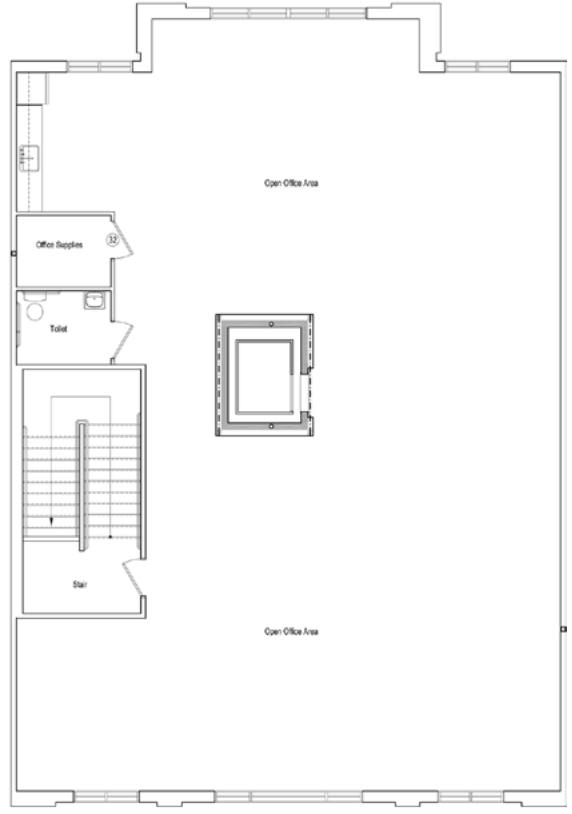 Open Office Area
Office Supplies
32
Toilet
Stair
Open Office Area